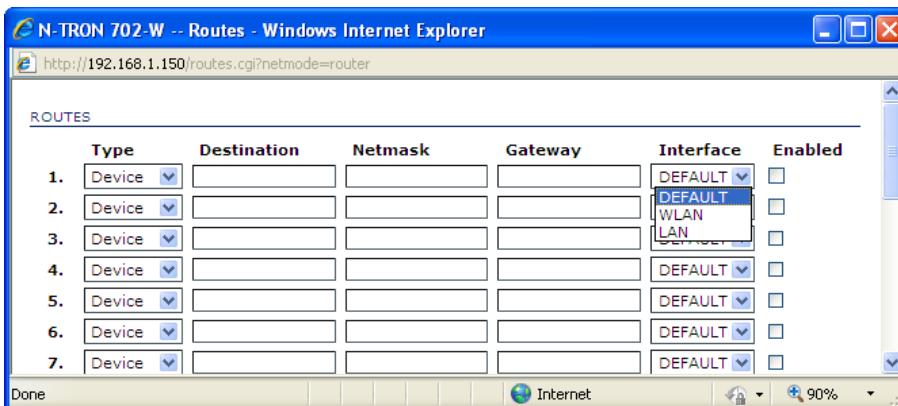 N-TRON 702-W -- Routes - Windows Internet Explorer
http://192.168.1.150/routes.cgi?netmode=router
ROUTES
Type Destination Netmask Gateway Interface Enabled
1. Device DEFAULT
DEFAULT
WLAN
LAN
2. Device
3. Device DEFAULT
4. Device DEFAULT
5. Device DEFAULT
6. Device DEFAULT
7. Device DEFAULT
Done Internet 90%